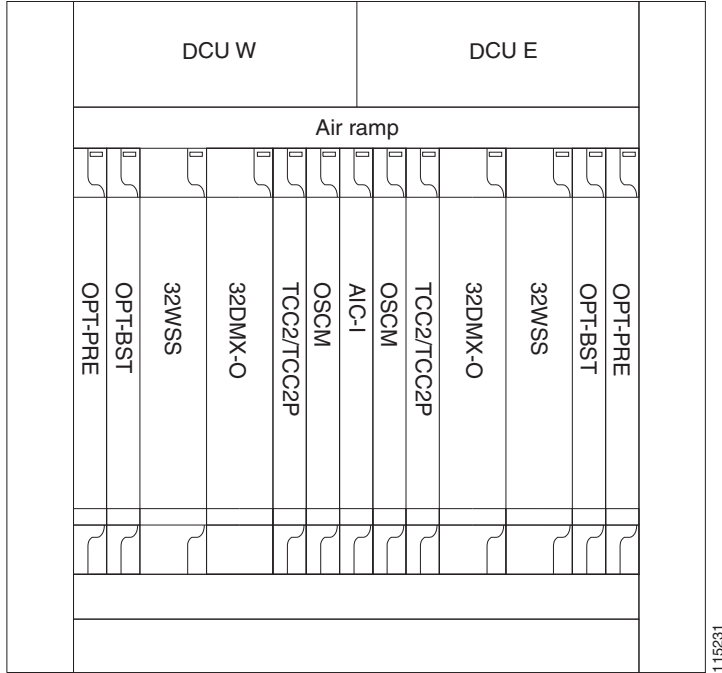 DCU W
DCU E
Air ramp
OPT-PRE
OPT-BST
32WSS
32DMX-O
TCC2/TCC2P
OSCM
AIC-I
OSCM
TCC2/TCC2P
32DMX-O
32WSS
OPT-BST
OPT-PRE
115231